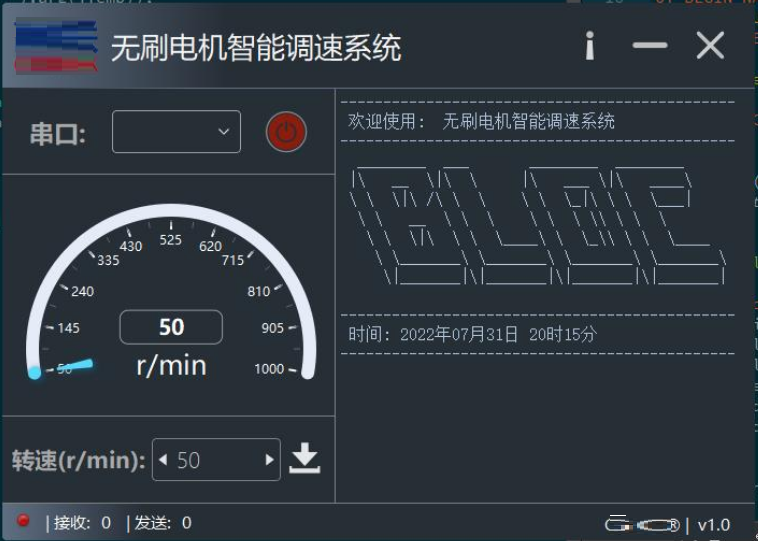 无刷电机智能调速系统
串口:
欢迎使用: 无刷电机智能调速系统
BLDC
525
430
620
335
715
240
810
145
905
50
1000
50
r/min
时间: 2022年07月31日 20时15分
转速(r/min):
50
|接收: 0 |发送: 0
| v1.0